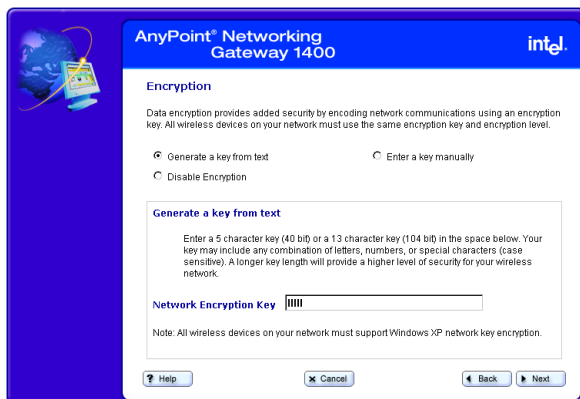 AnyPoint® Networking
Gateway 1400
intel.
Encryption
Data encryption provides added security by encoding network communications using an encryption
key. All wireless devices on your network must use the same encryption key and encryption level.
Generate a key from text
Enter a key manually
Disable Encryption
Generate a key from text
Enter a 5 character key (40 bit) or a 13 character key (104 bit) in the space below. Your
key may include any combination of letters, numbers, or special characters (case
sensitive). A longer key length will provide a higher level of security for your wireless
network.
Network Encryption Key
Note: All wireless devices on your network must support Windows XP network key encryption.
? Help
x Cancel
Back
Next